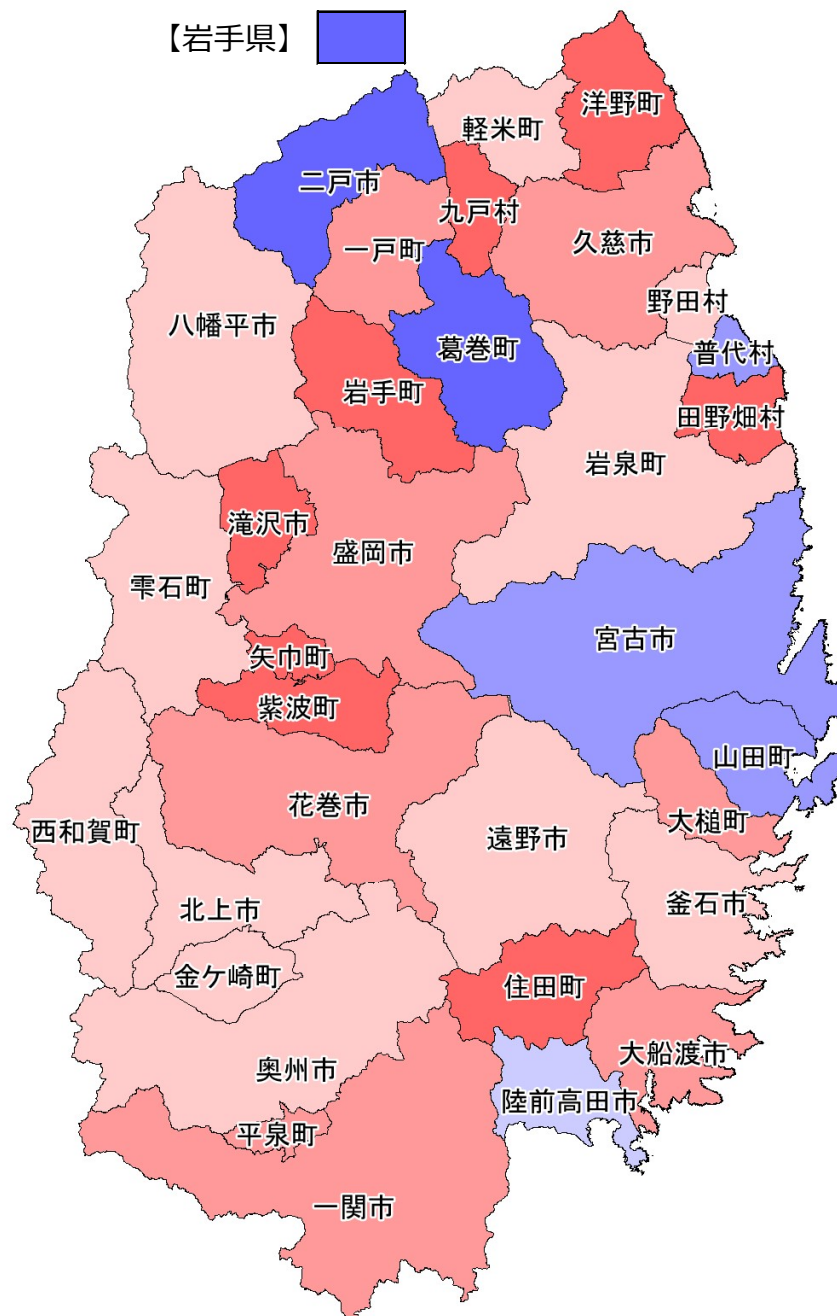 【岩手県】
洋野町
軽米町
二戸市
九戸村
久慈市
一戸町
野田村
八幡平市
葛巻町
普代村
岩手町
田野畑村
岩泉町
滝沢市
盛岡市
雫石町
宮古市
矢巾町
紫波町
山田町
花巻市
大槌町
西和賀町
遠野市
釜石市
北上市
金ケ崎町
住田町
大船渡市
奥州市
陸前高田市
平泉町
一関市